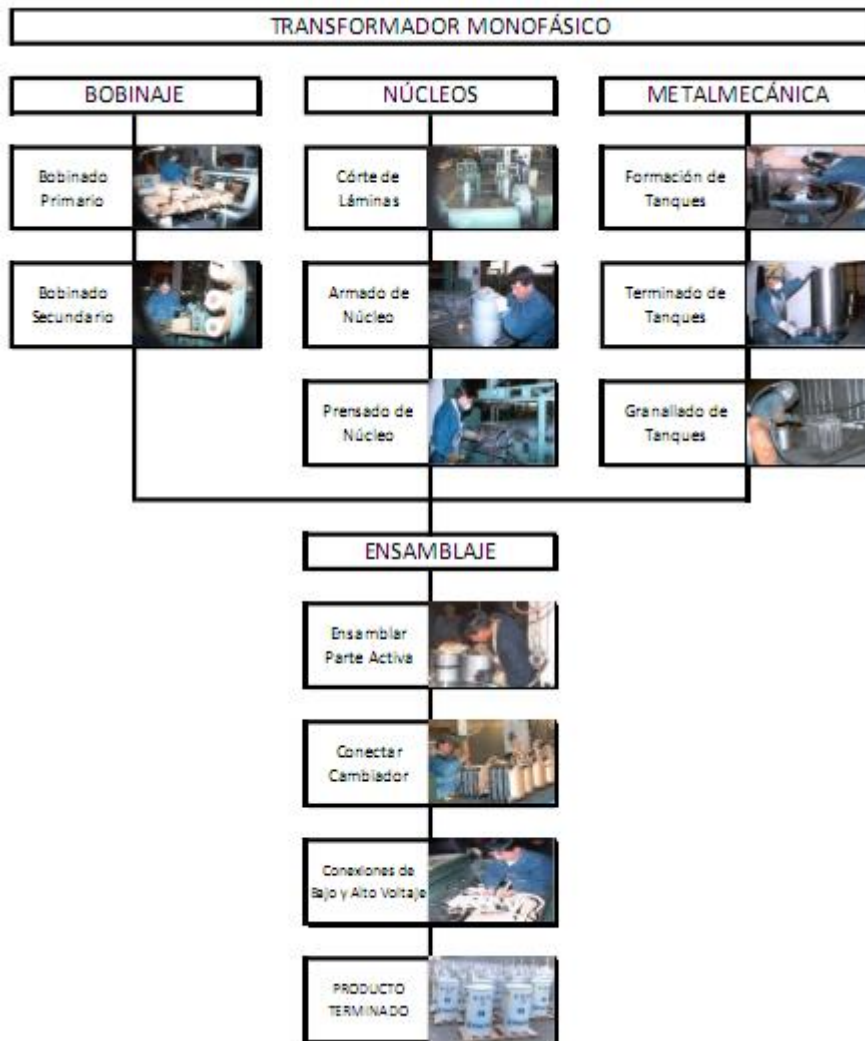 TRANSFORMADOR MONOFÁSICO
BOBINAJE
Bobinado
Primario
Bobinado
Secundario
NÚCLEOS
Córte de
Láminas
Armado de
Núcleo
Prensado de
Núcleo
METALMECÁNICA
Formación de
Tanques
Terminado de
Tanques
Granallado de
Tanques
ENSAMBLAJE
Ensamblar
Parte Activa
Conectar
Cambiador
Conexiones de
Bajo y Alto Voltaje
PRODUCTO
TERMINADO